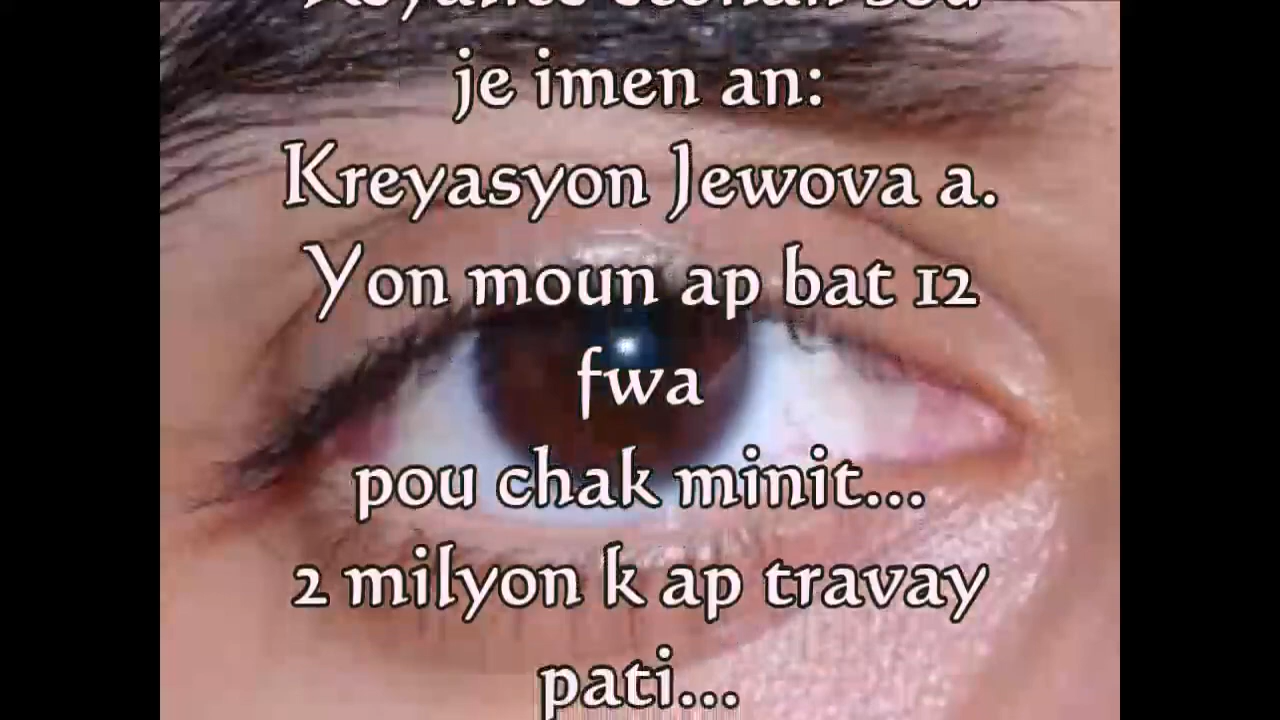 je imen an:
Kreyasyon Jewova a.
Yon moun ap bat 12
fwa
pou chak minit...
2 milyon k ap travay
pati...